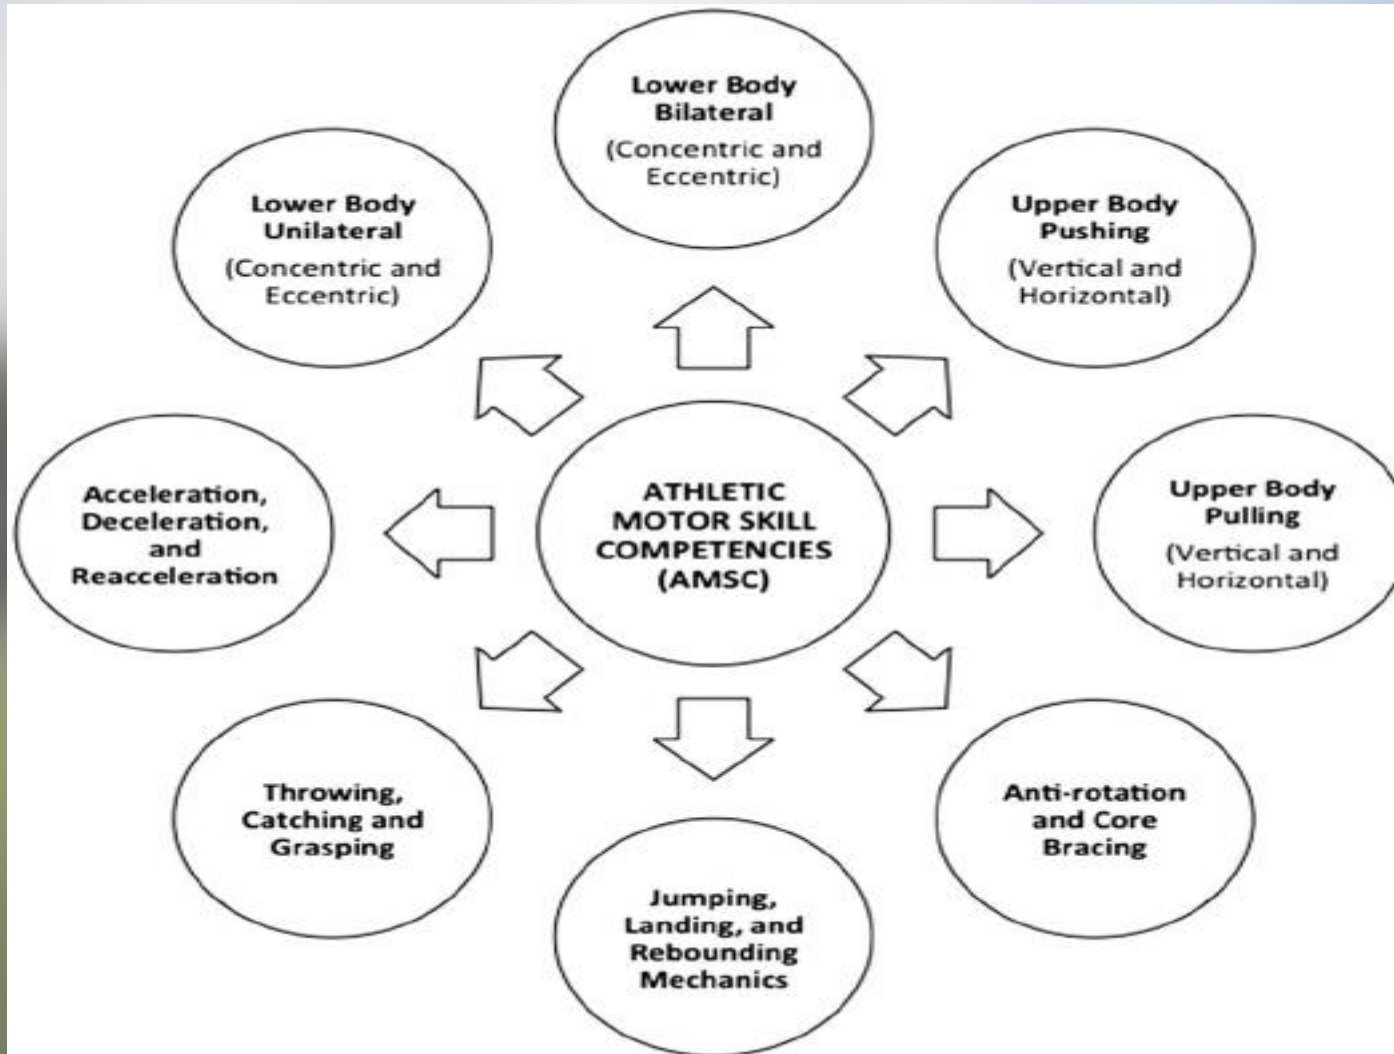 Lower Body
Bilateral
(Concentric and
Eccentric)
Upper Body
Pushing
(Vertical and
Horizontal)
Upper Body
Pulling
(Vertical and
Horizontal)
Anti-rotation
and Core
Bracing
Jumping,
Landing, and
Rebounding
Mechanics
Throwing,
Catching and
Grasping
Acceleration,
Deceleration,
and
Reacceleration
Lower Body
Unilateral
(Concentric and
Eccentric)
ATHLETIC
MOTOR SKILL
COMPETENCIES
(AMSC)